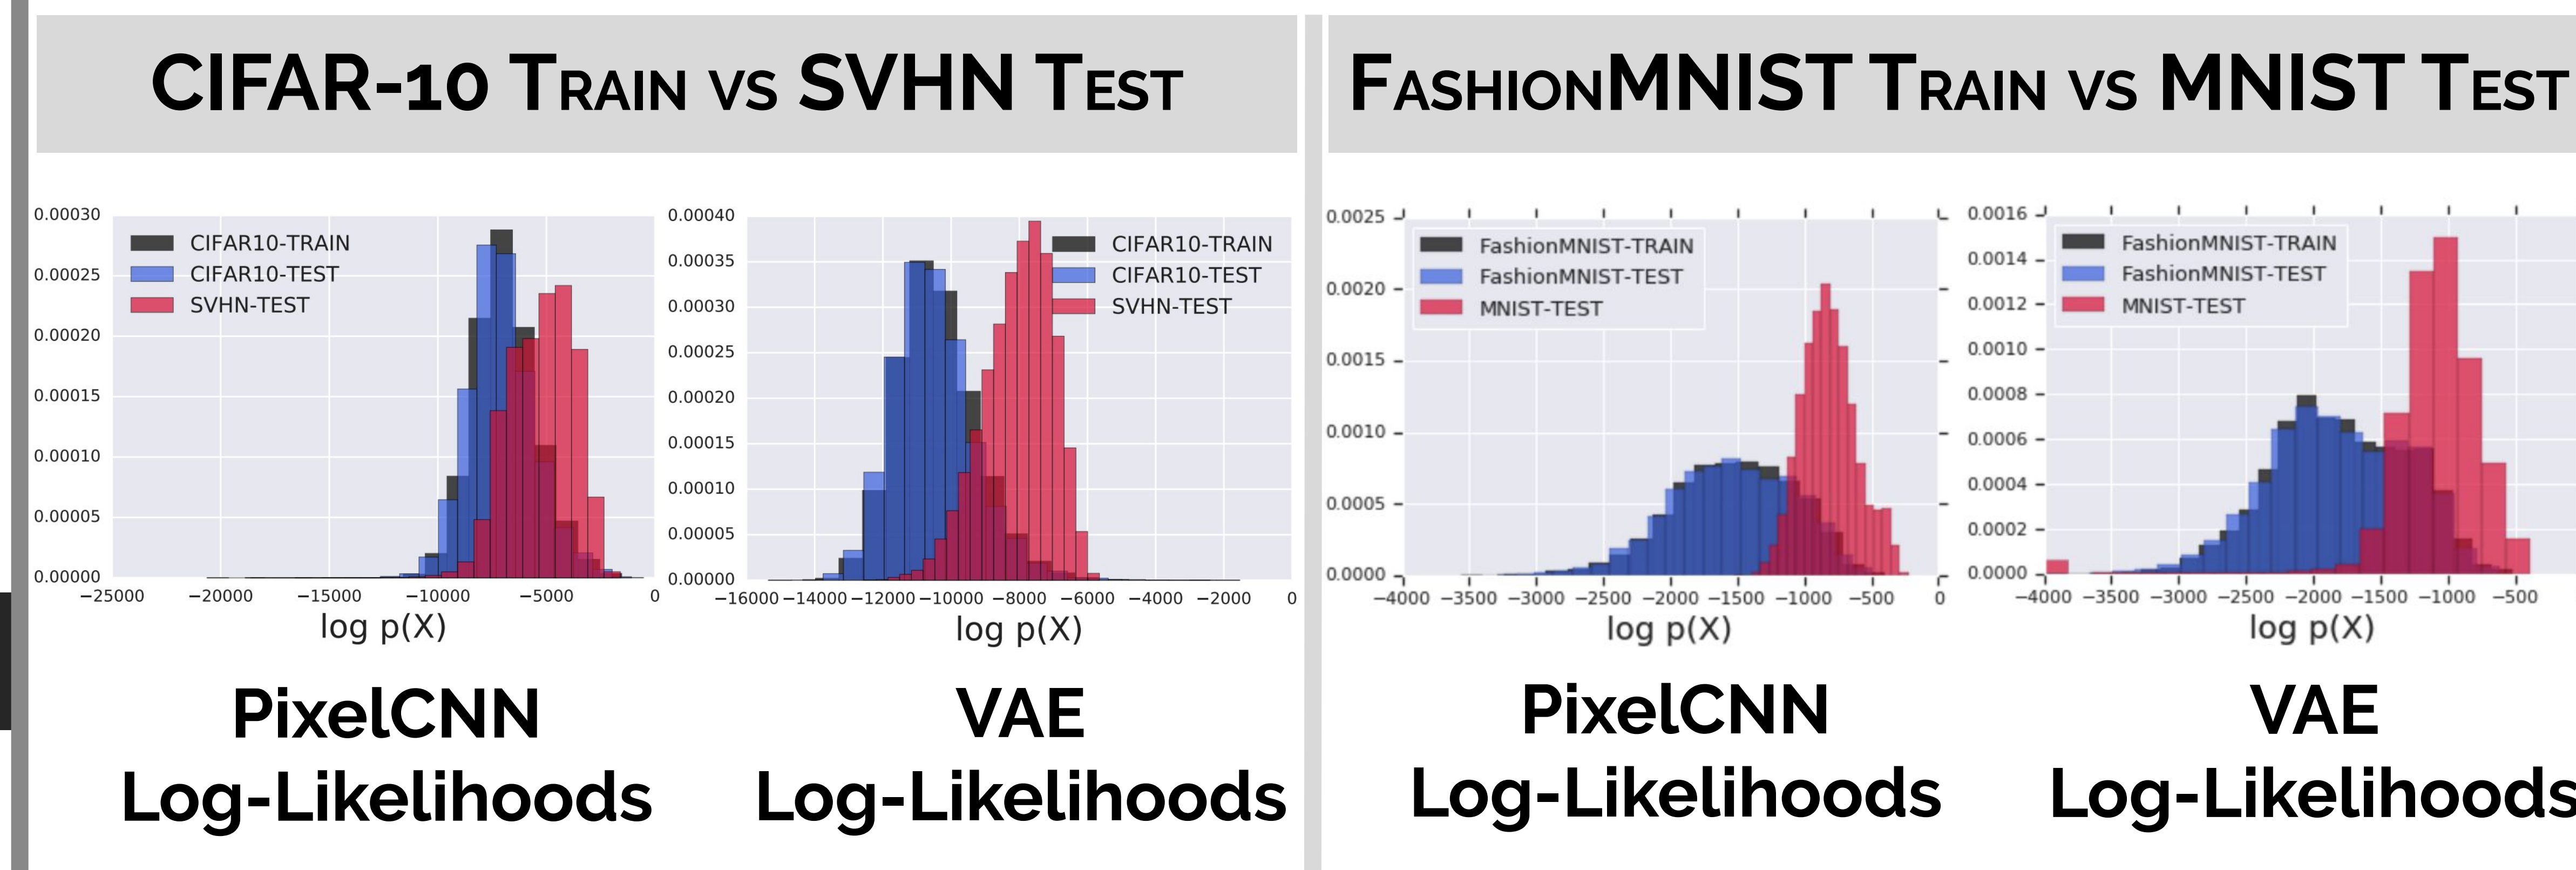 CIFAR-10 Train vs SVHN Test
0.00030
0.00025
0.00020
0.00015
0.00010
0.00005
0.00000
CIFAR10-TRAIN
CIFAR10-TEST
SVHN-TEST
−25000 −20000 −15000 −10000 −5000 0
log p(X)
PixelCNN
Log-Likelihoods
0.00040
0.00035
0.00030
0.00025
0.00020
0.00015
0.00010
0.00005
0.00000
CIFAR10-TRAIN
CIFAR10-TEST
SVHN-TEST
−16000 −14000 −12000 −10000 −8000 −6000 −4000 −2000 0
log p(X)
VAE
Log-Likelihoods
FashionMNIST Train vs MNIST Test
0.0025
0.0020
0.0015
0.0010
0.0005
0.0000
FashionMNIST-TRAIN
FashionMNIST-TEST
MNIST-TEST
−4000 −3500 −3000 −2500 −2000 −1500 −1000 −500 0
log p(X)
PixelCNN
Log-Likelihoods
0.0016
0.0014
0.0012
0.0010
0.0008
0.0006
0.0004
0.0002
0.0000
FashionMNIST-TRAIN
FashionMNIST-TEST
MNIST-TEST
−4000 −3500 −3000 −2500 −2000 −1500 −1000 −500
log p(X)
VAE
Log-Likelihoods